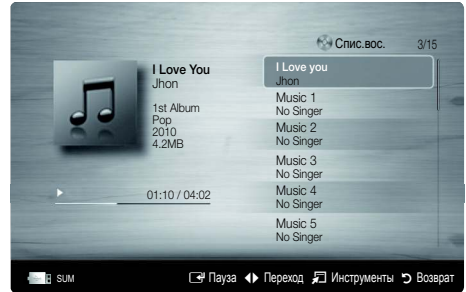 Спис.вос. 3/15
I Love You
Jhon
1st Album
Pop
2010
4.2MB
01:10 / 04:02
I Love you
Jhon
Music 1
No Singer
Music 2
No Singer
Music 3
No Singer
Music 4
No Singer
Music 5
No Singer
SUM Пауза Переход Инструменты Возврат